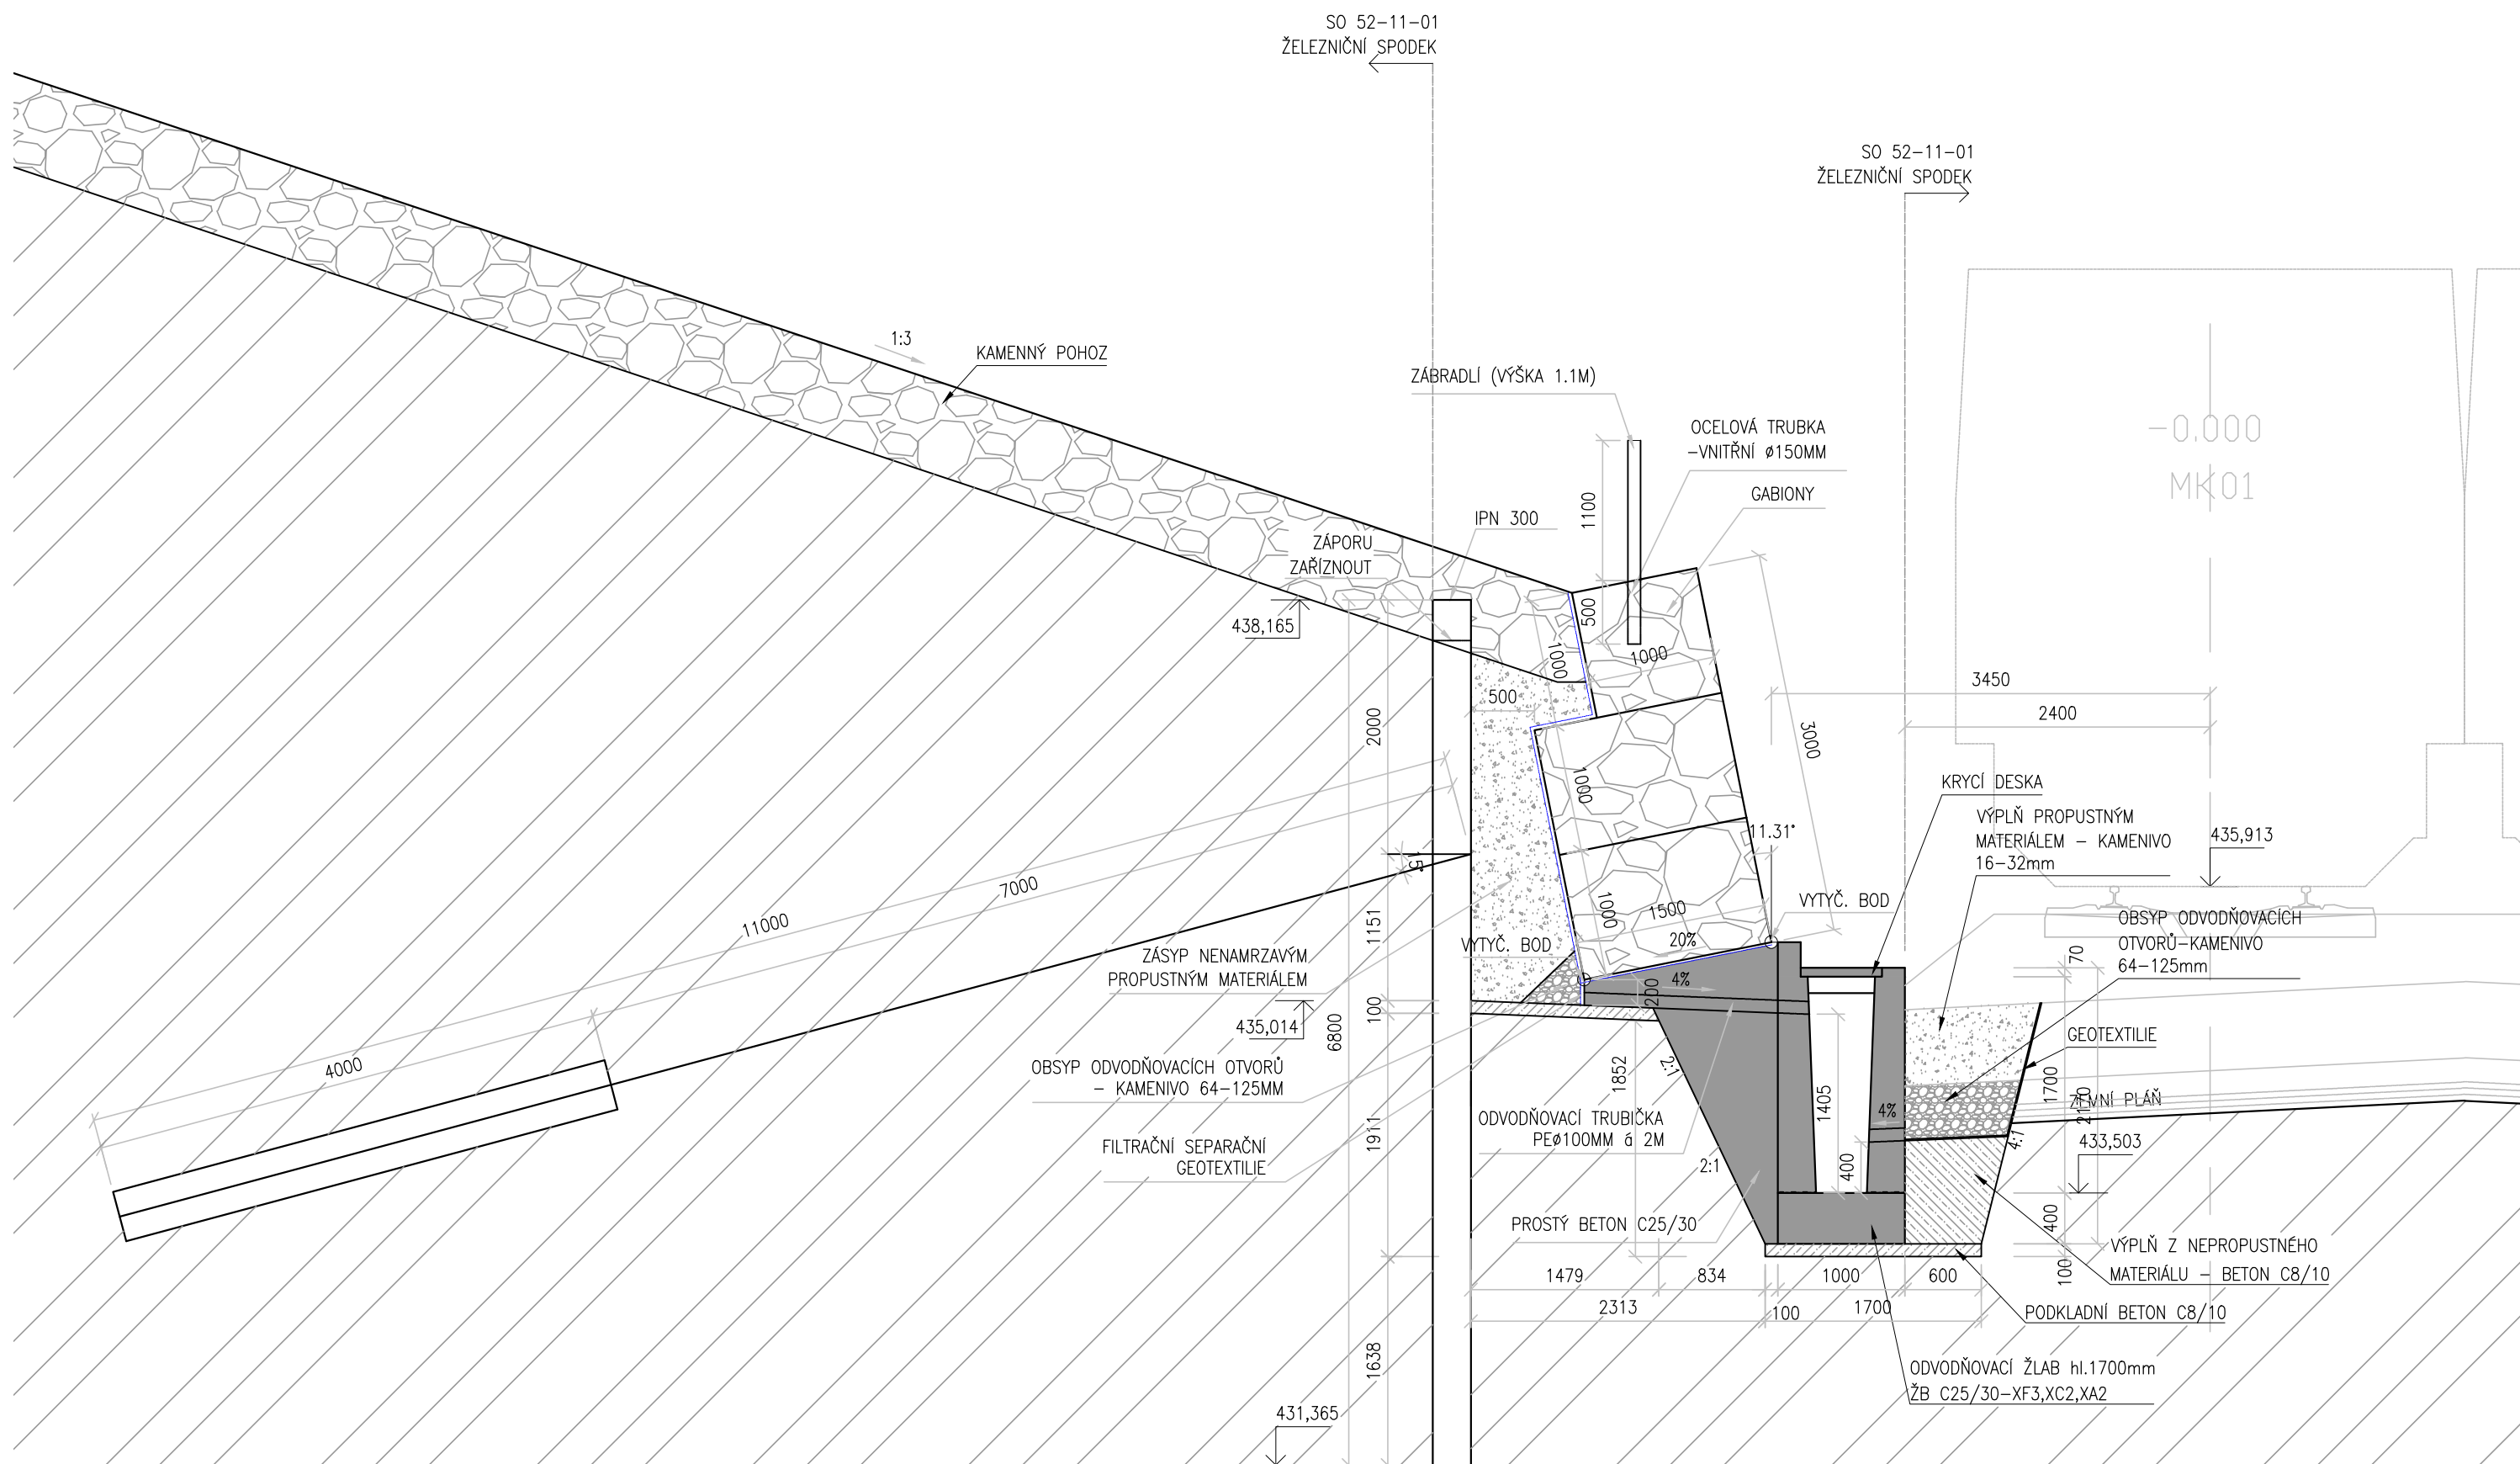 SO 52-11-01
ŽELEZNIČNÍ SPODEK
SO 52-11-01
ŽELEZNIČNÍ SPODEK
1:3
KAMENNÝ POHOZ
ZÁBRADLÍ (VÝŠKA 1.1M)
OCELOVÁ TRUBKA
-VNITŘNÍ ø150MM
GABIONY
-0.000
MK01
IPN 300
ZÁPORU
ZAŘÍZNOUT
1100
500
438,165
1000
1000
500
3450
2400
2000
3000
1000
KRYCÍ DESKA
VÝPLŇ PROPUSTNÝM
MATERIÁLEM - KAMENIVO
16-32mm
11.31°
435,913
15°
7000
11000
4000
1000
1500
20%
VYTYČ. BOD
VYTYČ. BOD
OBSYP ODVODŇOVACÍCH
OTVORŮ-KAMENIVO
64-125mm
1151
ZÁSYP NENAMRZAVÝM
PROPUSTNÝM MATERIÁLEM
4%
200
70
100
435,014
6800
GEOTEXTILIE
OBSYP ODVODŇOVACÍCH OTVORŮ
- KAMENIVO 64-125MM
2:1
1852
1405
1700
2170
ZEMNÍ PLÁŇ
4%
ODVODŇOVACÍ TRUBIČKA
PEø100MM á 2M
1911
FILTRAČNÍ SEPARAČNÍ
GEOTEXTILIE
2:1
400
4:1
433,503
PROSTÝ BETON C25/30
400
VÝPLŇ Z NEPROPUSTNÉHO
MATERIÁLU - BETON C8/10
100
1479
834
1000
600
2313
100
1700
PODKLADNÍ BETON C8/10
1638
ODVODŇOVACÍ ŽLAB hl.1700mm
ŽB C25/30-XF3,XC2,XA2
431,365